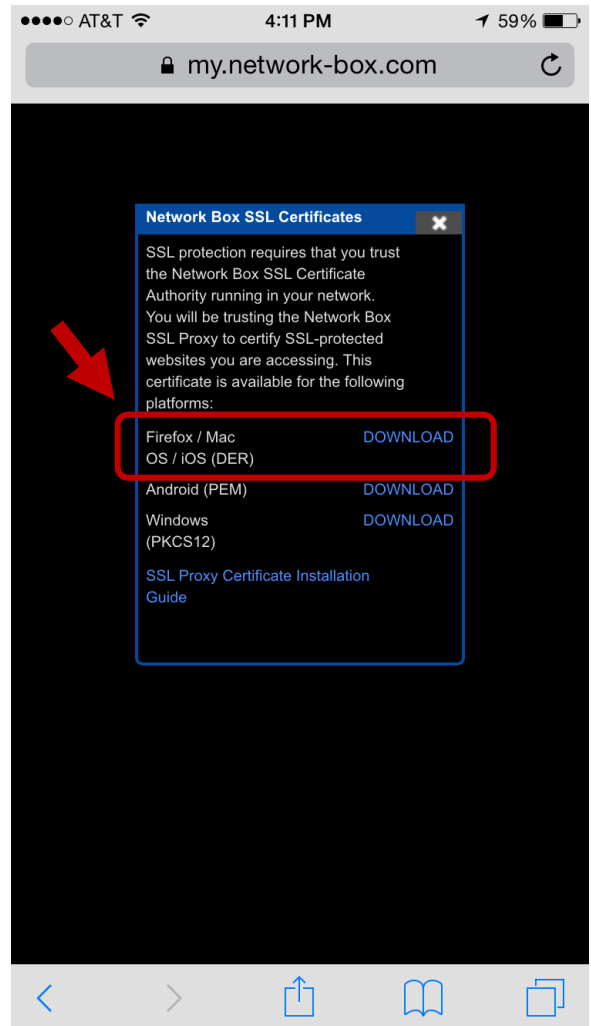 AT&T 4:11 PM 59%
my.network-box.com
Network Box SSL Certificates
SSL protection requires that you trust
the Network Box SSL Certificate
Authority running in your network.
You will be trusting the Network Box
SSL Proxy to certify SSL-protected
websites you are accessing. This
certificate is available for the following
platforms:
Firefox / Mac DOWNLOAD
OS / iOS (DER)
Android (PEM) DOWNLOAD
Windows DOWNLOAD
(PKCS12)
SSL Proxy Certificate Installation
Guide